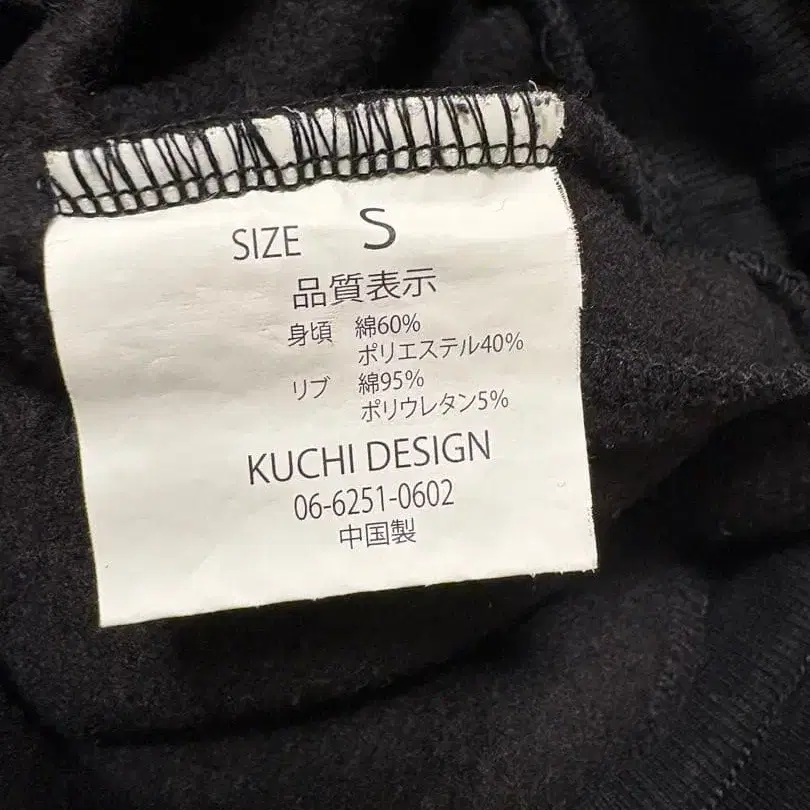 SIZE S
品質表示
身頃 綿60%
ポリエステル40%
リブ 綿95%
ポリウレタン5%
KUCHI DESIGN
06-6251-0602
中国製